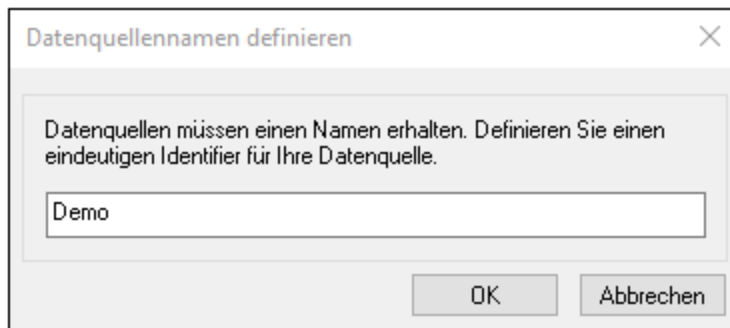 Datenquellennamen definieren
Datenquellen müssen einen Namen erhalten. Definieren Sie einen
eindeutigen Identifier für Ihre Datenquelle.
Demo
OK Abbrechen